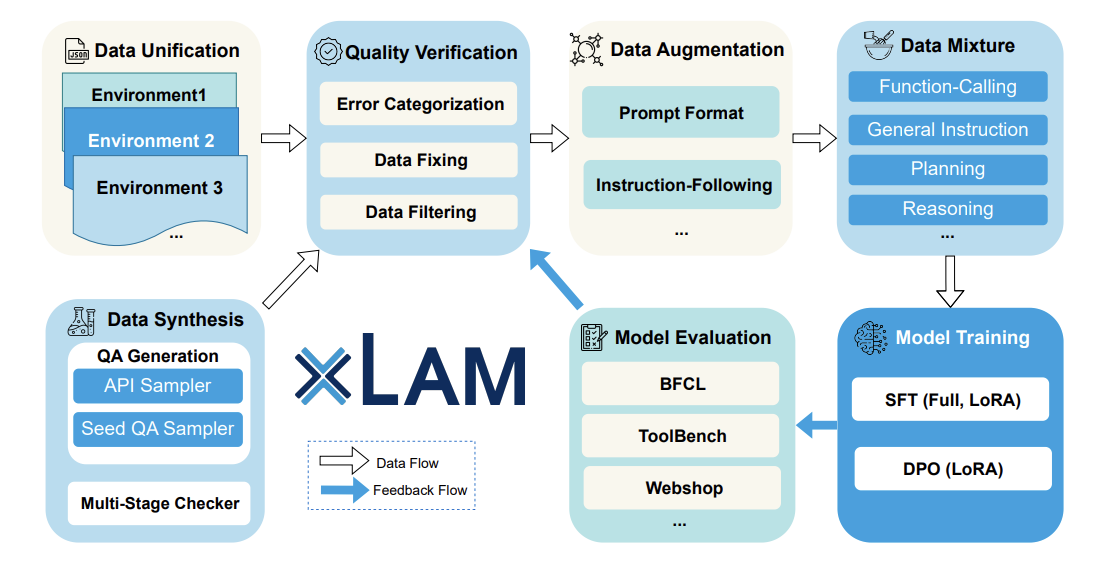 JSON
Data Unification
Environment1
Environment 2
Environment 3
...
Quality Verification
Error Categorization
Data Fixing
Data Filtering
Data Augmentation
Prompt Format
Instruction-Following
...
Data Mixture
Function-Calling
General Instruction
Planning
Reasoning
...
Data Synthesis
QA Generation
API Sampler
Seed QA Sampler
Multi-Stage Checker
xLAM
Data Flow
Feedback Flow
Model Evaluation
BFCL
ToolBench
Webshop
...
Model Training
SFT (Full, LoRA)
DPO (LoRA)